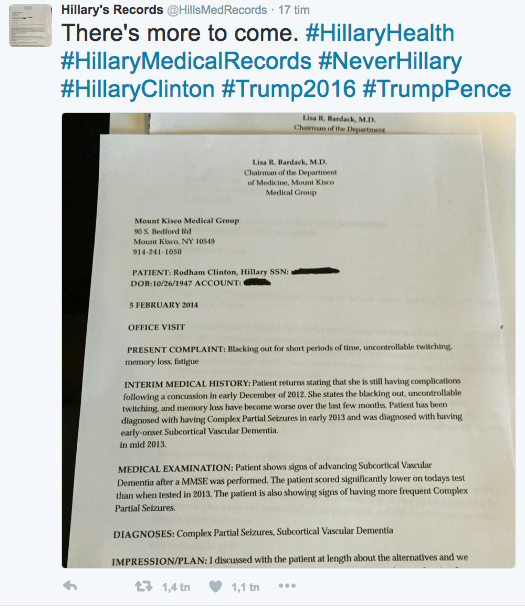 Hillary's Records @HillsMedRecords · 17 tim
There's more to come. #HillaryHealth
#HillaryMedicalRecords #NeverHillary
#HillaryClinton #Trump2016 #TrumpPence
Lisa R. Bardack, M.D.
Chairman of the Department
Lisa R. Bardack, M.D.
Chairman of the Department
of Medicine, Mount Kisco
Medical Group
Mount Kisco Medical Group
90 S. Bedford Rd
Mount Kisco, NY 10549
914-241-1050
PATIENT: Rodham Clinton, Hillary SSN:
DOB:10/26/1947 ACCOUNT:
5 FEBRUARY 2014
OFFICE VISIT
PRESENT COMPLAINT: Blacking out for short periods of time, uncontrollable twitching,
memory loss, fatigue
INTERIM MEDICAL HISTORY: Patient returns stating that she is still having complications
following a concussion in early December of 2012. She states the blacking out, uncontrollable
twitching, and memory loss have become worse over the last few months. Patient has been
diagnosed with having Complex Partial Seizures in early 2013 and was diagnosed with having
early-onset Subcortical Vascular Dementia.
in mid 2013.
MEDICAL EXAMINATION: Patient shows signs of advancing Subcortical Vascular
Dementia after a MMSE was performed. The patient scored significantly lower on todays test
than when tested in 2013. The patient is also showing signs of having more frequent Complex
Partial Seizures.
DIAGNOSES: Complex Partial Seizures, Subcortical Vascular Dementia
IMPRESSION/PLAN: I discussed with the patient at length about the alternatives and we
1,4 tn 1,1 tn